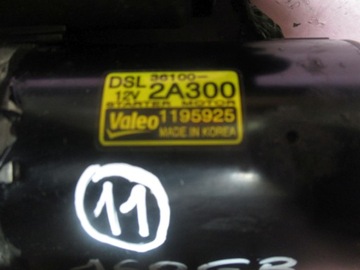 DSL 36100-
12V 2A300
STARTER MOTOR
Valeo 1195925
MADE IN KOREA
11